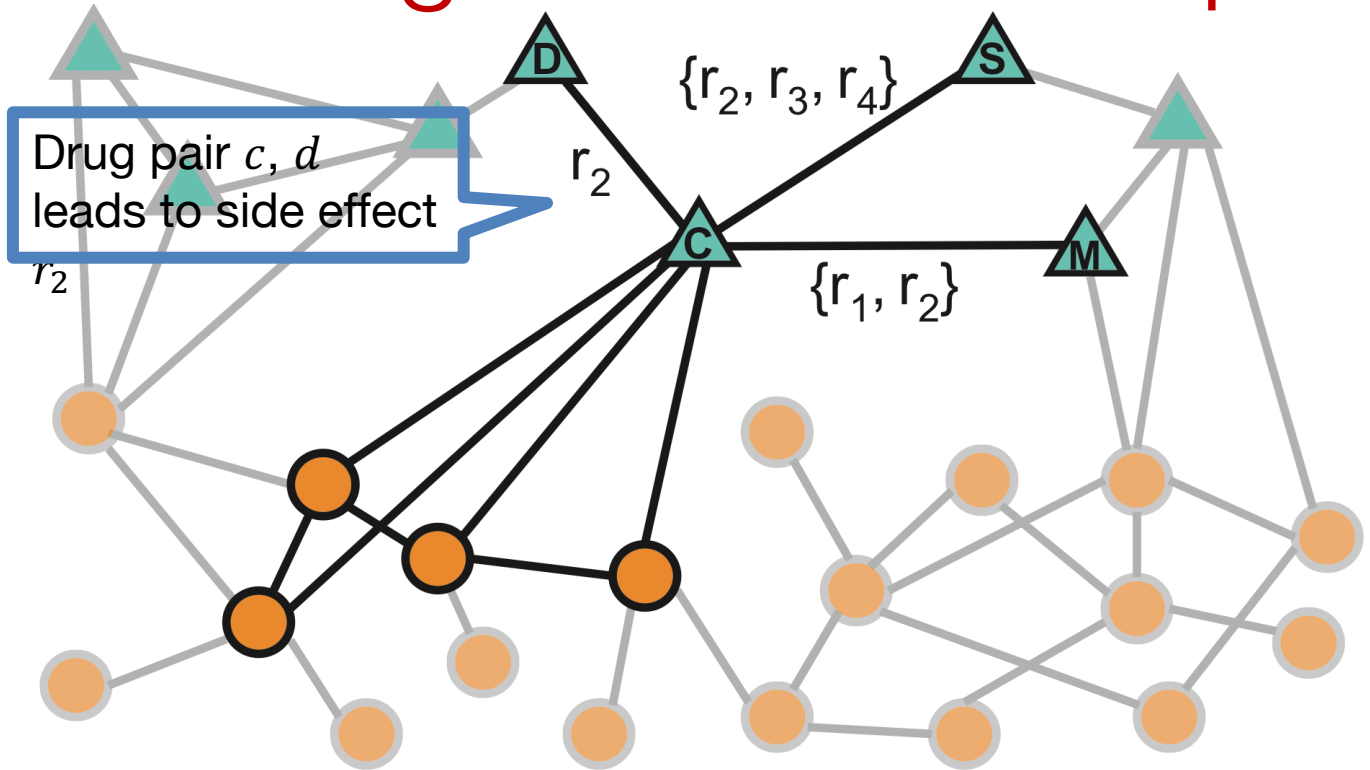 D
S
{r₂, r₃, r₄}
Drug pair c, d
leads to side effect
r₂
r₂
C
M
{r₁, r₂}